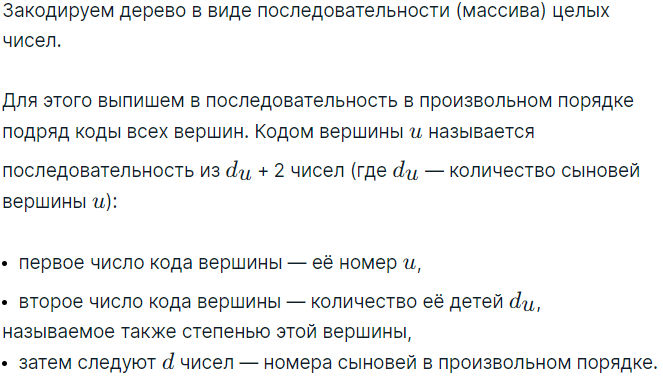 Закодируем дерево в виде последовательности (массива) целых
чисел.
Для этого выпишем в последовательность в произвольном порядке
подряд коды всех вершин. Кодом вершины u называется
последовательность из d_u + 2 чисел (где d_u — количество сыновей
вершины u):
• первое число кода вершины — её номер u,
• второе число кода вершины — количество её детей d_u,
называемое также степенью этой вершины,
• затем следуют d чисел — номера сыновей в произвольном порядке.